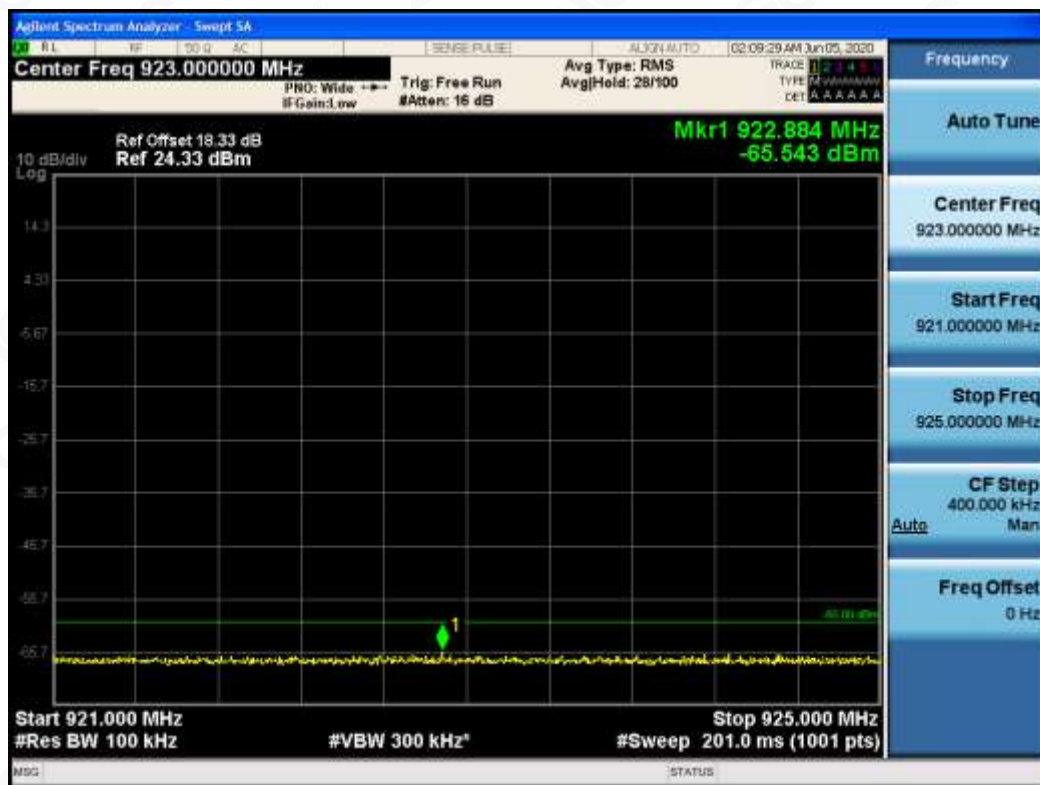 Agilent Spectrum Analyzer - Swept SA
RL RF 50 Ω AC SENSE:PULSE ALIGN AUTO 02:09:29 AM Jun 05, 2020
Center Freq 923.000000 MHz
PNO: Wide
IFGain:Low
Trig: Free Run
#Atten: 16 dB
Avg Type: RMS
Avg|Hold: 28/100
TRACE 1 2 3 4 5 6
TYPE
DET A A A A A A
Ref Offset 18.33 dB
10 dB/div Ref 24.33 dBm
Log
Mkr1 922.884 MHz
-65.543 dBm
14.3
4.33
-5.67
-15.7
-25.7
-35.7
-45.7
-55.7
-65.7
1
Start 921.000 MHz
#Res BW 100 kHz
#VBW 300 kHz*
Stop 925.000 MHz
#Sweep 201.0 ms (1001 pts)
MSG STATUS
Frequency
Auto Tune
Center Freq
923.000000 MHz
Start Freq
921.000000 MHz
Stop Freq
925.000000 MHz
CF Step
400.000 kHz
Auto Man
Freq Offset
0 Hz